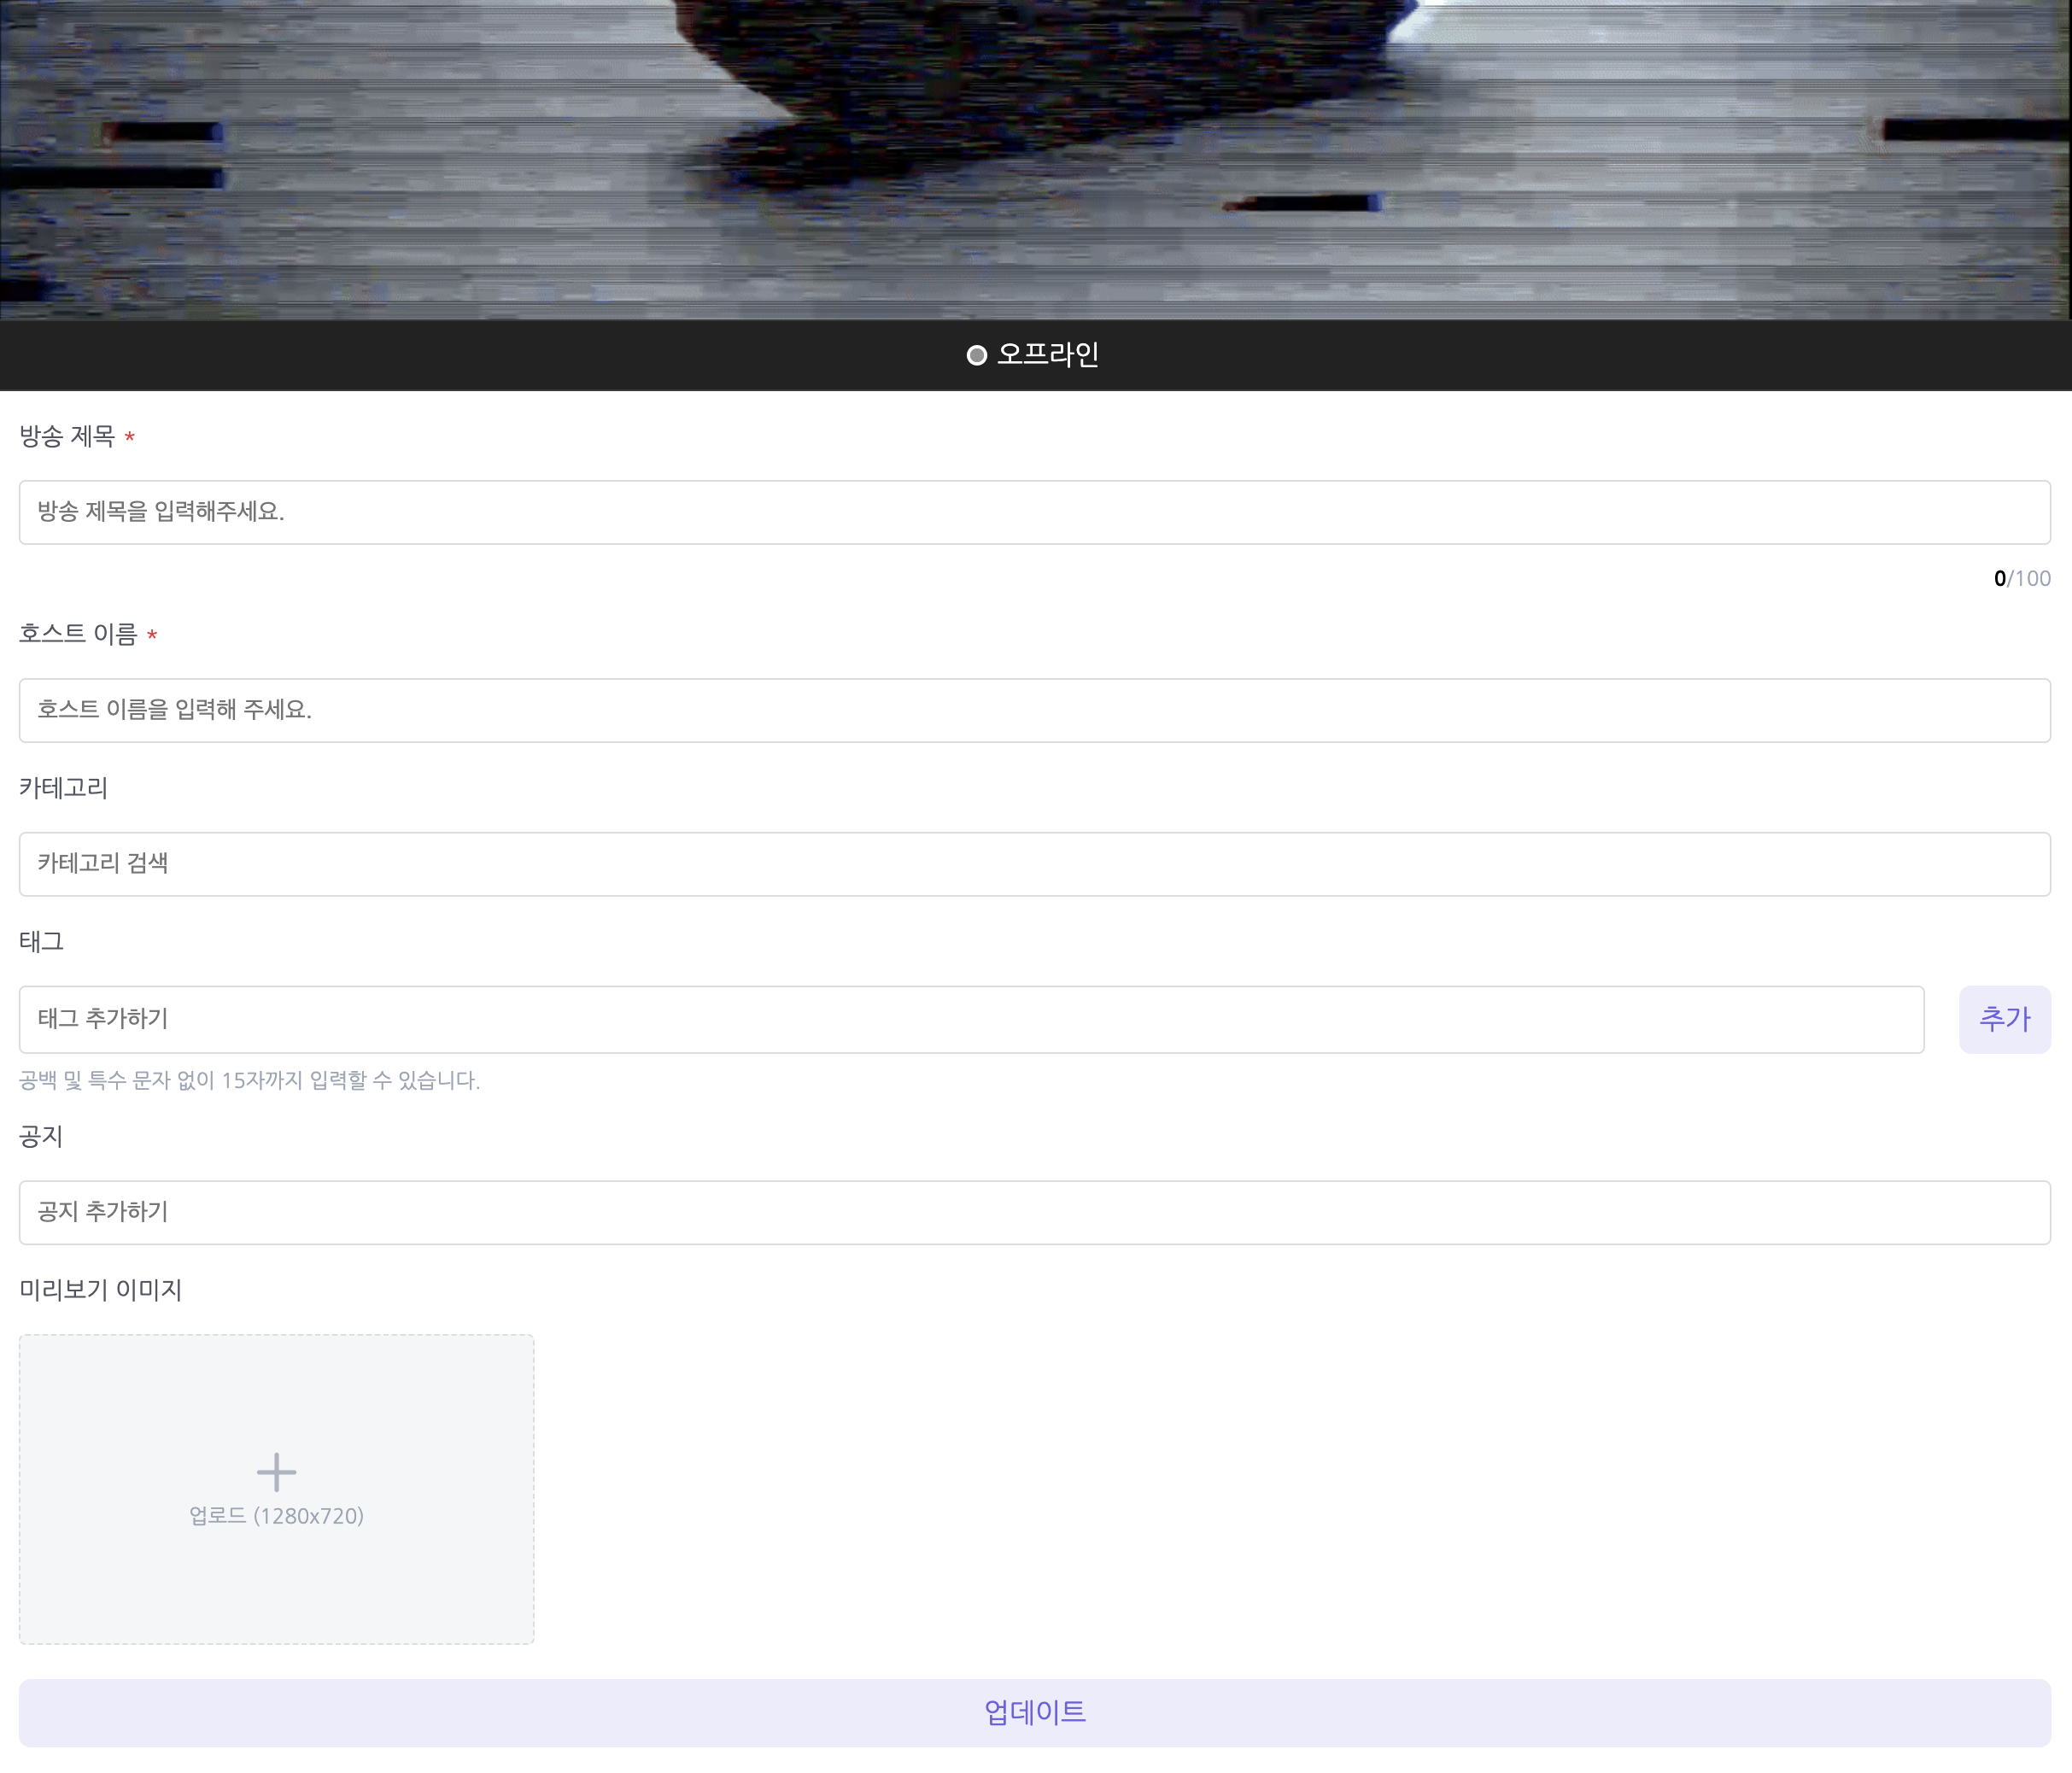 오프라인
방송 제목 *
방송 제목을 입력해주세요.
0/100
호스트 이름 *
호스트 이름을 입력해 주세요.
카테고리
카테고리 검색
태그
태그 추가하기
추가
공백 및 특수 문자 없이 15자까지 입력할 수 있습니다.
공지
공지 추가하기
미리보기 이미지
업로드 (1280x720)
업데이트